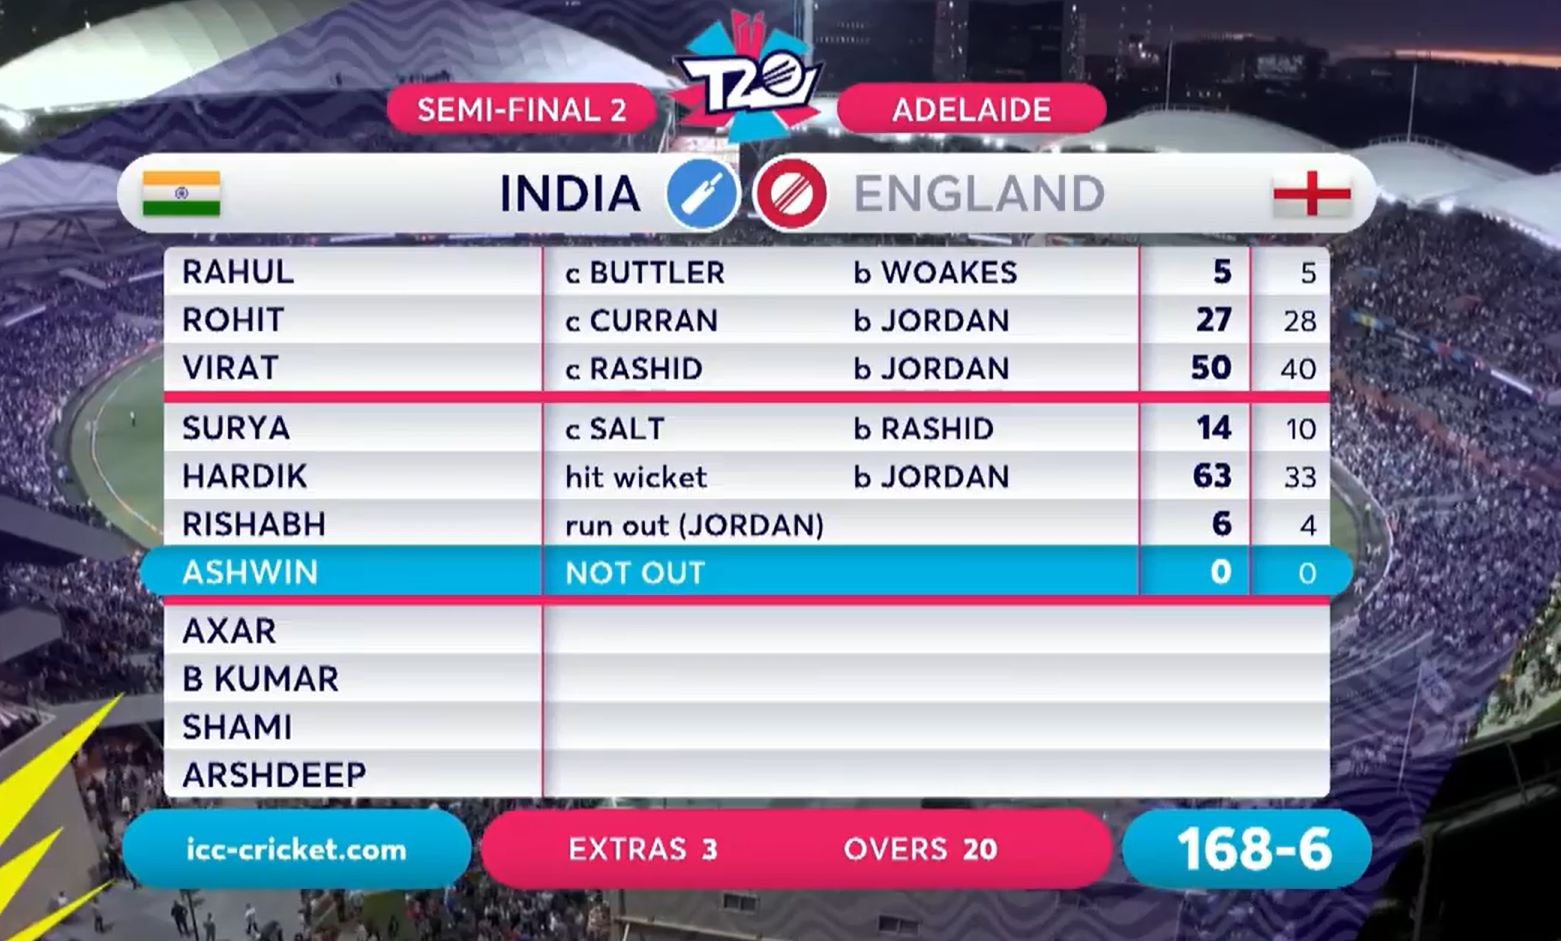 T20
SEMI-FINAL 2 ADELAIDE
INDIA ENGLAND
RAHUL c BUTTLER b WOAKES 5 5
ROHIT c CURRAN b JORDAN 27 28
VIRAT c RASHID b JORDAN 50 40
SURYA c SALT b RASHID 14 10
HARDIK hit wicket b JORDAN 63 33
RISHABH run out (JORDAN) 6 4
ASHWIN NOT OUT 0 0
AXAR
B KUMAR
SHAMI
ARSHDEEP
icc-cricket.com EXTRAS 3 OVERS 20 168-6